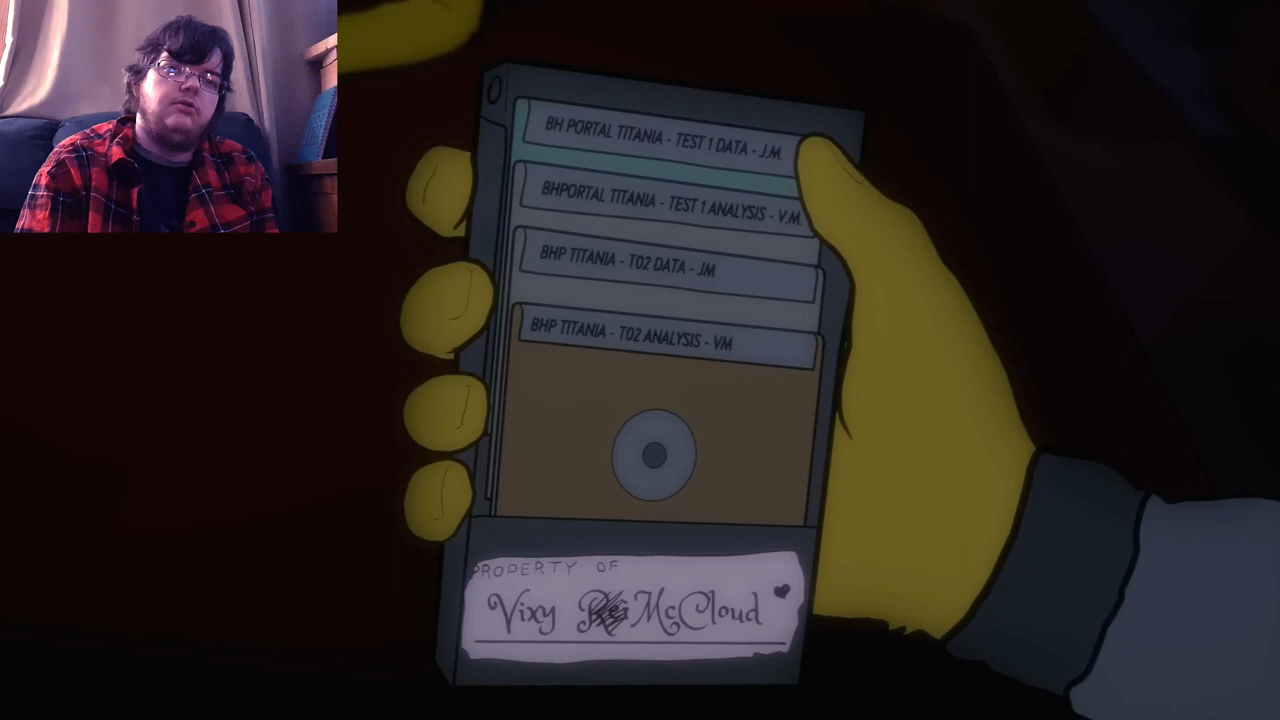 BH PORTAL TITANIA - TEST 1 DATA - J.M.
BHPORTAL TITANIA - TEST 1 ANALYSIS - V.M.
BHP TITANIA - T02 DATA - JM
BHP TITANIA - T02 ANALYSIS - VM
PROPERTY OF
Vixy McCloud